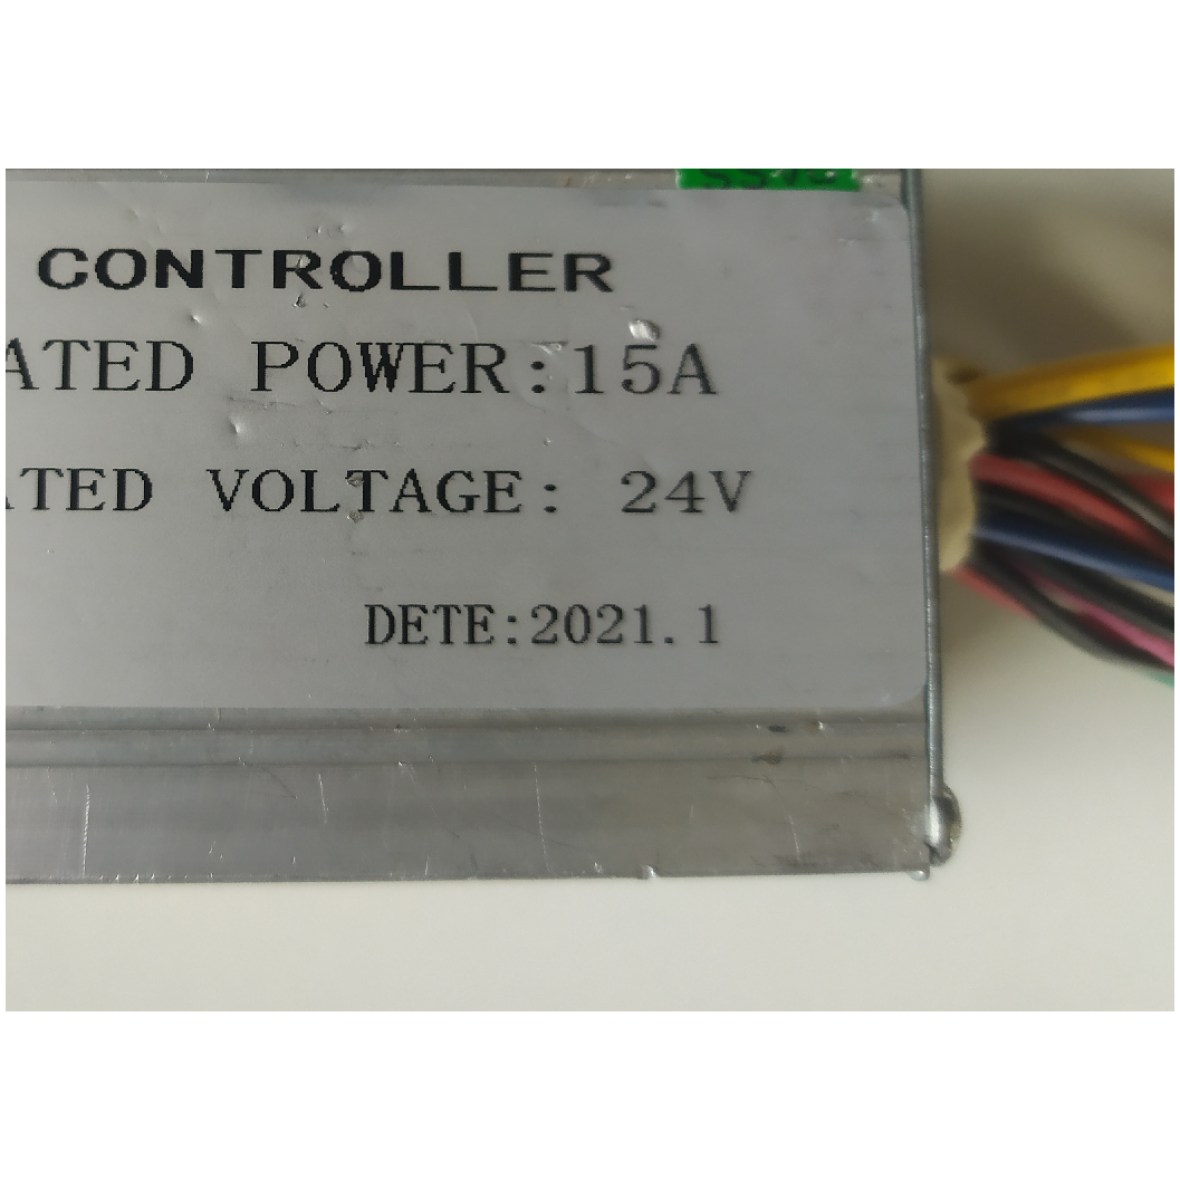 CONTROLLER
ATED POWER:15A
ATED VOLTAGE: 24V
DETE:2021.1